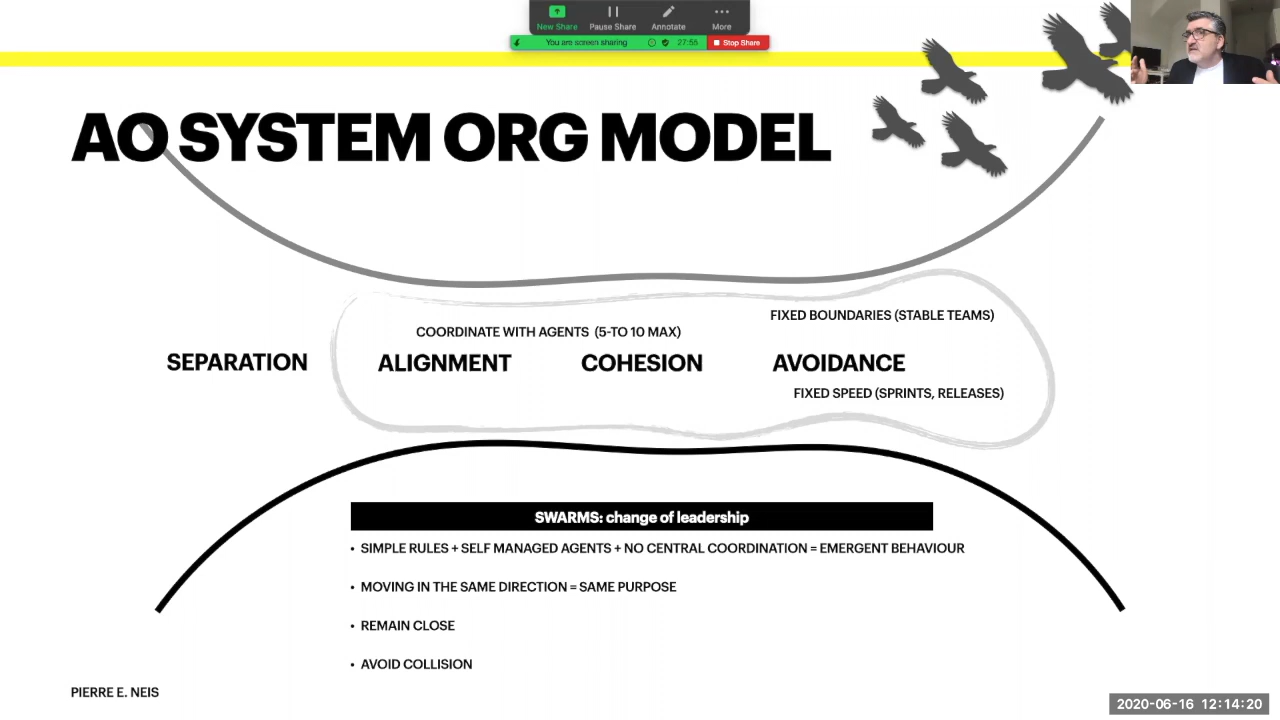 New Share
Pause Share
Annotate
More
You are screen sharing
27:55
Stop Share
AO SYSTEM ORG MODEL
FIXED BOUNDARIES (STABLE TEAMS)
COORDINATE WITH AGENTS (5-TO 10 MAX)
SEPARATION ALIGNMENT COHESION AVOIDANCE
FIXED SPEED (SPRINTS, RELEASES)
SWARMS: change of leadership
• SIMPLE RULES + SELF MANAGED AGENTS + NO CENTRAL COORDINATION = EMERGENT BEHAVIOUR
• MOVING IN THE SAME DIRECTION = SAME PURPOSE
• REMAIN CLOSE
• AVOID COLLISION
PIERRE E. NEIS
2020-06-16 12:14:20